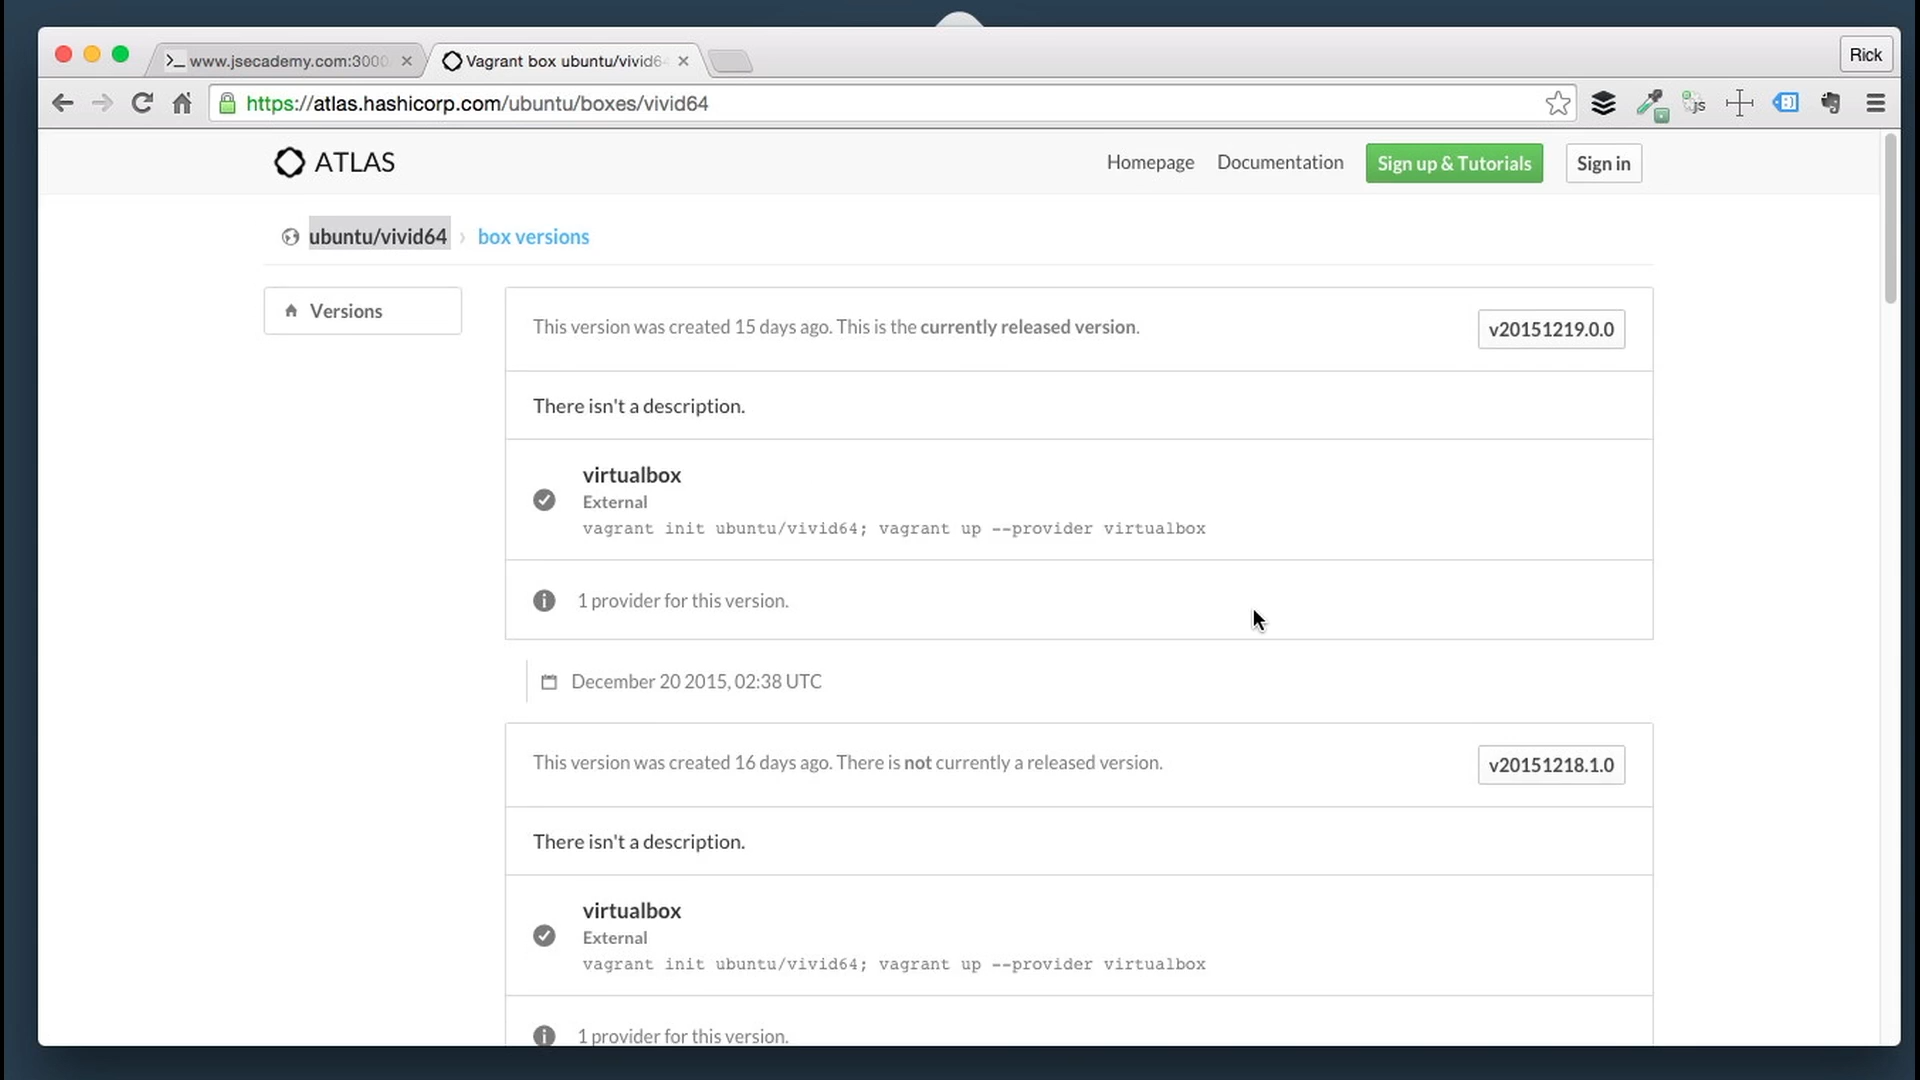 www.jsecademy.com:3000
Vagrant box ubuntu/vivid64
Rick
https://atlas.hashicorp.com/ubuntu/boxes/vivid64
js
ATLAS
Homepage
Documentation
Sign up & Tutorials
Sign in
ubuntu/vivid64 › box versions
Versions
This version was created 15 days ago. This is the currently released version.
v20151219.0.0
There isn't a description.
virtualbox
External
vagrant init ubuntu/vivid64; vagrant up --provider virtualbox
1 provider for this version.
December 20 2015, 02:38 UTC
This version was created 16 days ago. There is not currently a released version.
v20151218.1.0
There isn't a description.
virtualbox
External
vagrant init ubuntu/vivid64; vagrant up --provider virtualbox
1 provider for this version.